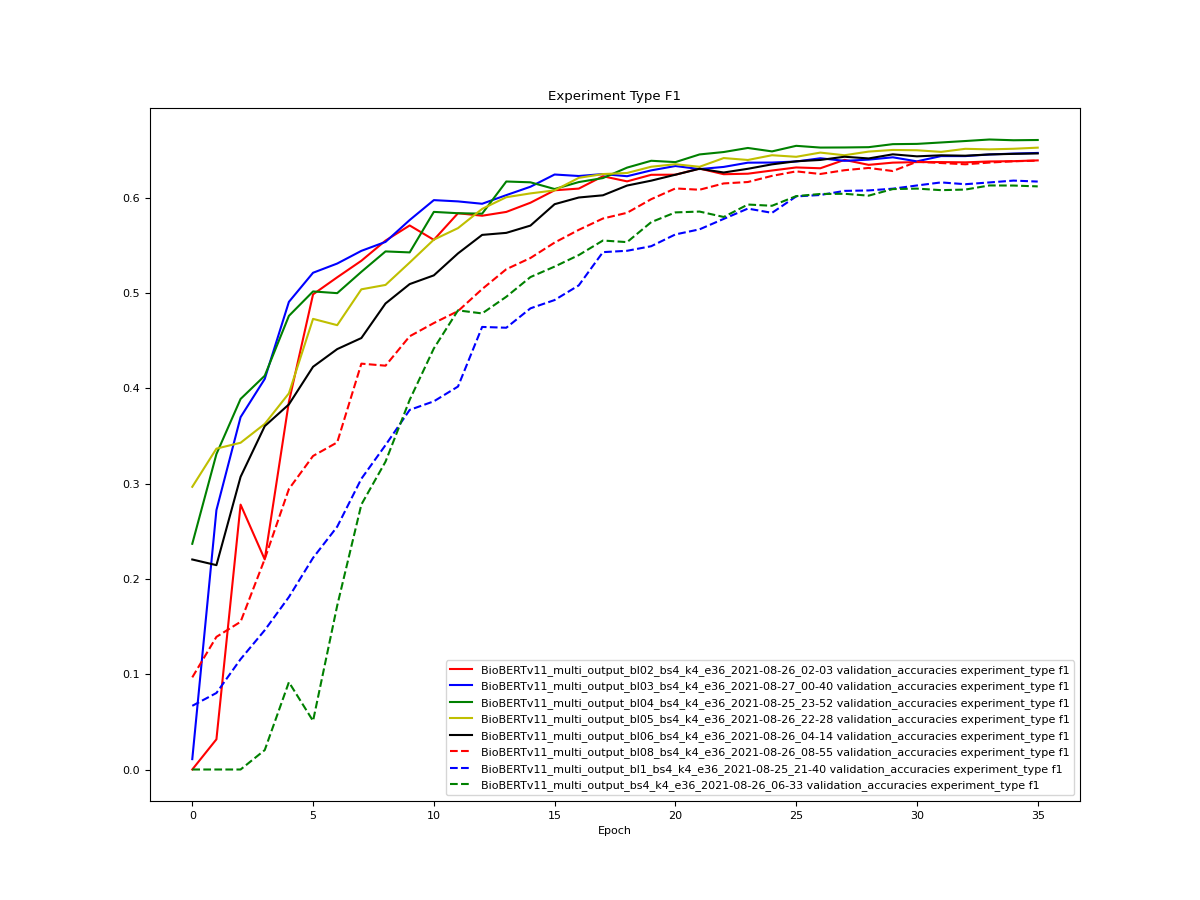 Experiment Type F1
0.6
0.5
0.4
0.3
0.2
0.1
0.0
BioBERTv11_multi_output_bl02_bs4_k4_e36_2021-08-26_02-03 validation_accuracies experiment_type f1
BioBERTv11_multi_output_bl03_bs4_k4_e36_2021-08-27_00-40 validation_accuracies experiment_type f1
BioBERTv11_multi_output_bl04_bs4_k4_e36_2021-08-25_23-52 validation_accuracies experiment_type f1
BioBERTv11_multi_output_bl05_bs4_k4_e36_2021-08-26_22-28 validation_accuracies experiment_type f1
BioBERTv11_multi_output_bl06_bs4_k4_e36_2021-08-26_04-14 validation_accuracies experiment_type f1
BioBERTv11_multi_output_bl08_bs4_k4_e36_2021-08-26_08-55 validation_accuracies experiment_type f1
BioBERTv11_multi_output_bl1_bs4_k4_e36_2021-08-25_21-40 validation_accuracies experiment_type f1
BioBERTv11_multi_output_bs4_k4_e36_2021-08-26_06-33 validation_accuracies experiment_type f1
0 5 10 15 20 25 30 35
Epoch